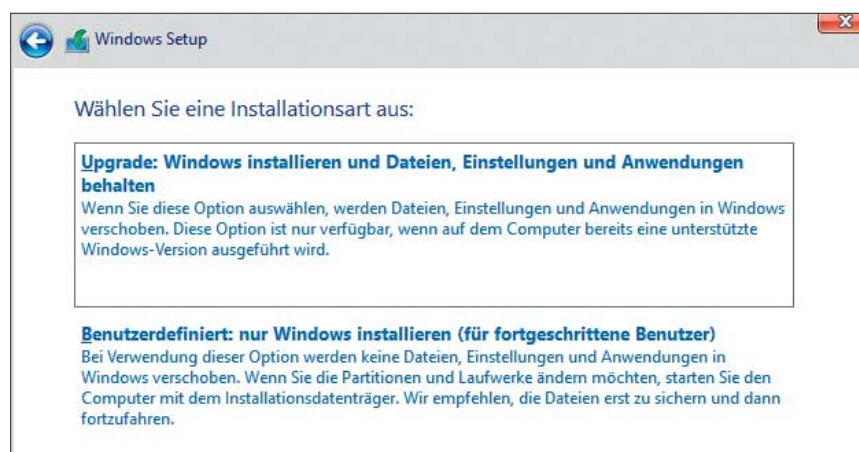 Windows Setup
Wählen Sie eine Installationsart aus:
Upgrade: Windows installieren und Dateien, Einstellungen und Anwendungen
behalten
Wenn Sie diese Option auswählen, werden Dateien, Einstellungen und Anwendungen in Windows
verschoben. Diese Option ist nur verfügbar, wenn auf dem Computer bereits eine unterstützte
Windows-Version ausgeführt wird.
Benutzerdefiniert: nur Windows installieren (für fortgeschrittene Benutzer)
Bei Verwendung dieser Option werden keine Dateien, Einstellungen und Anwendungen in
Windows verschoben. Wenn Sie die Partitionen und Laufwerke ändern möchten, starten Sie den
Computer mit dem Installationsdatenträger. Wir empfehlen, die Dateien erst zu sichern und dann
fortzufahren.